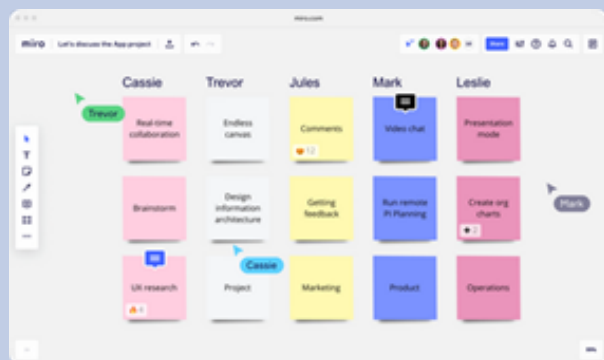 miro.com
miro
Let's discuss the App project
Share
Cassie
Trevor
Jules
Mark
Leslie
Trevor
Real-time
collaboration
Endless
canvas
Comments
12
Video chat
Presentation
mode
Brainstorm
Design
information
architecture
Getting
feedback
Run remote
PI Planning
Create org
charts
2
Mark
Cassie
UX research
Project
Marketing
Product
Operations